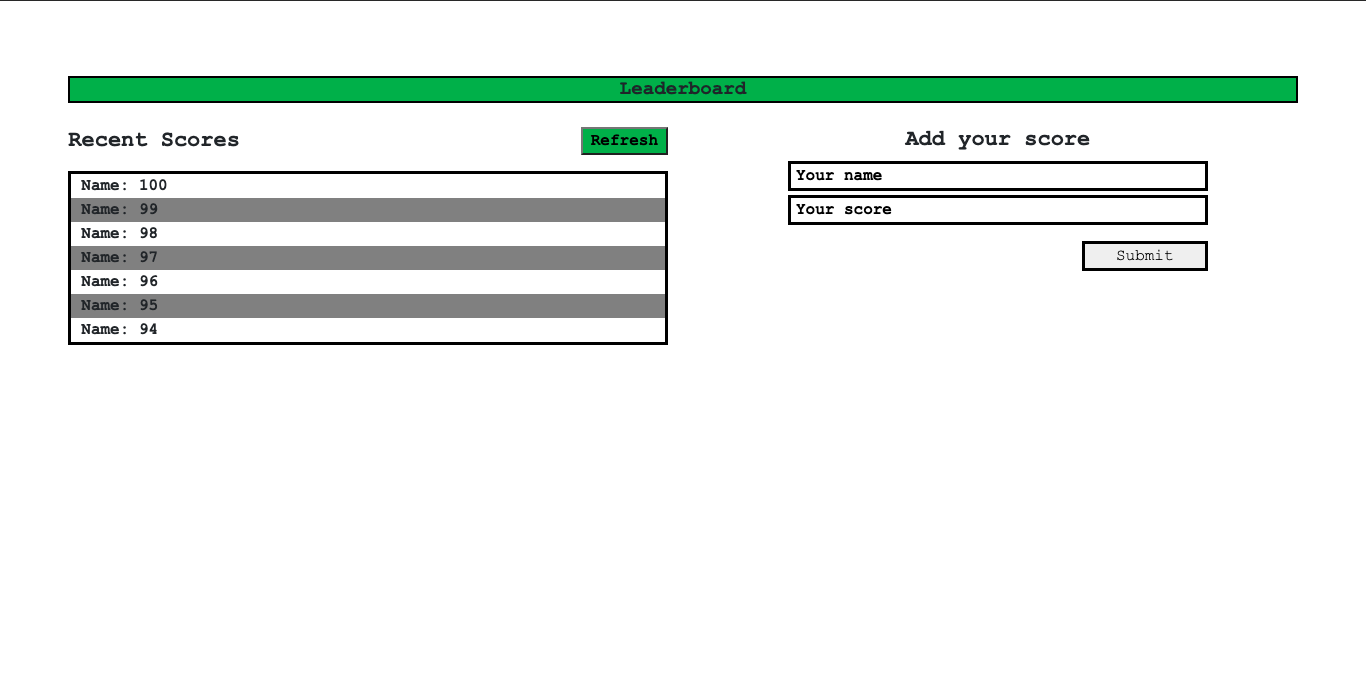 Leaderboard
Recent Scores
Refresh
Name: 100
Name: 99
Name: 98
Name: 97
Name: 96
Name: 95
Name: 94
Add your score
Your name
Your score
Submit